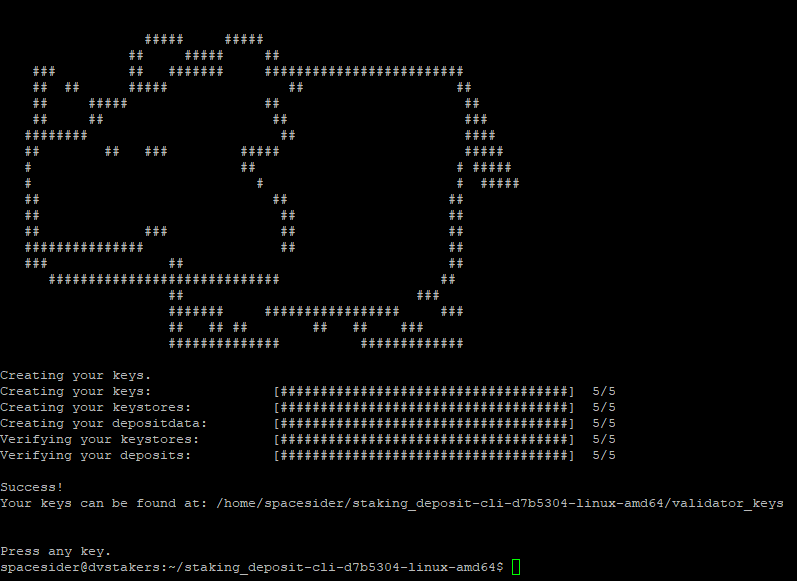 Creating your keys.
Creating your keys: [####################################] 5/5
Creating your keystores: [####################################] 5/5
Creating your depositdata: [####################################] 5/5
Verifying your keystores: [####################################] 5/5
Verifying your deposits: [####################################] 5/5
Success!
Your keys can be found at: /home/spacesider/staking_deposit-cli-d7b5304-linux-amd64/validator_keys
Press any key.
spacesider@dvstakers:~/staking_deposit-cli-d7b5304-linux-amd64$